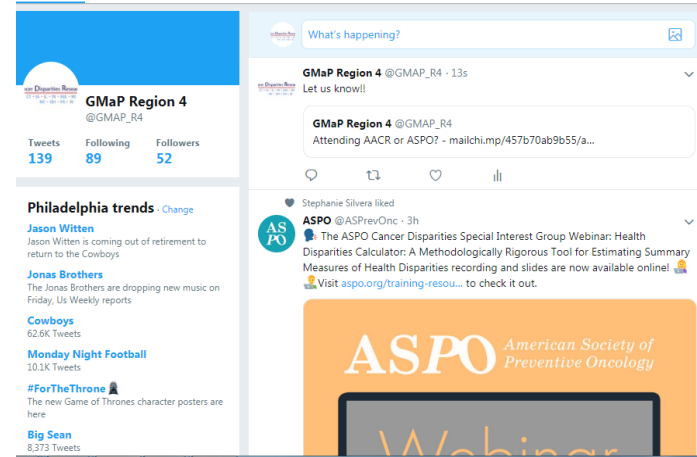 GMaP Region 4
@GMAP_R4
Tweets Following Followers
139 89 52
Philadelphia trends · Change
Jason Witten
Jason Witten is coming out of retirement to
return to the Cowboys
Jonas Brothers
The Jonas Brothers are dropping new music on
Friday, Us Weekly reports
Cowboys
62.6K Tweets
Monday Night Football
10.1K Tweets
#ForTheThrone
The new Game of Thrones character posters are
here
Big Sean
8,373 Tweets
What's happening?
GMaP Region 4 @GMAP_R4 · 13s
Let us know!!
GMaP Region 4 @GMAP_R4
Attending AACR or ASPO? - mailchi.mp/457b70ab9b55/a...
Stephanie Silvera liked
AS
PO
ASPO @ASPrevOnc · 3h
The ASPO Cancer Disparities Special Interest Group Webinar: Health
Disparities Calculator: A Methodologically Rigorous Tool for Estimating Summary
Measures of Health Disparities recording and slides are now available online!
Visit aspo.org/training-resou... to check it out.
ASPO American Society of
Preventive Oncology
Webinar